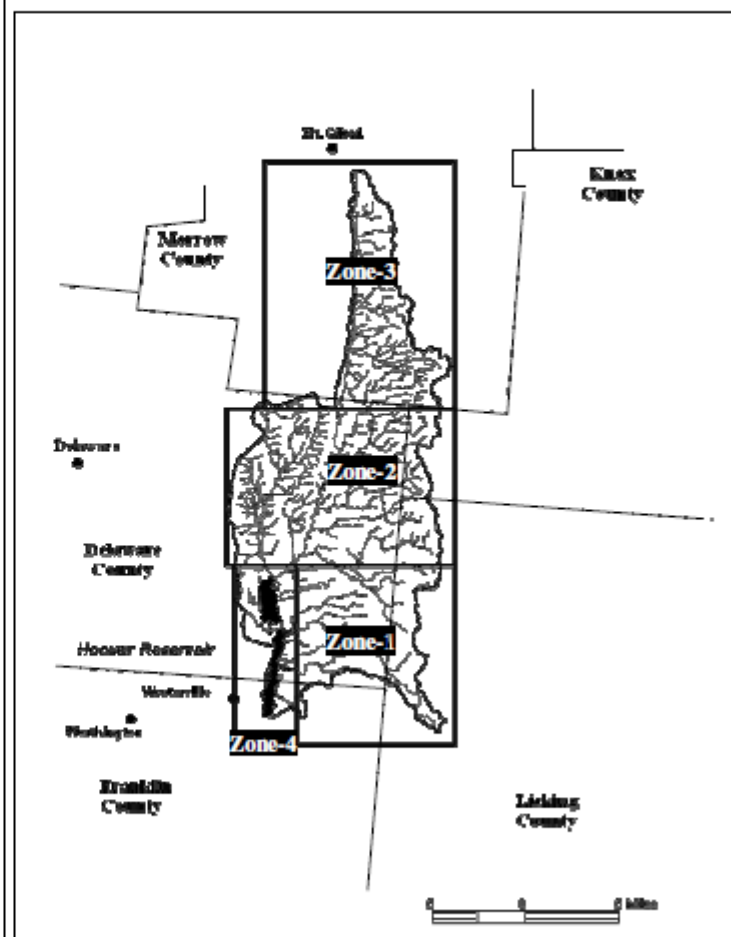 Mt. Gilead
Knox
County
Morrow
County
Zone-3
Delaware
Zone-2
Delaware
County
Hoover Reservoir
Zone-1
Westerville
Worthington
Zone-4
Franklin
County
Licking
County
Miles